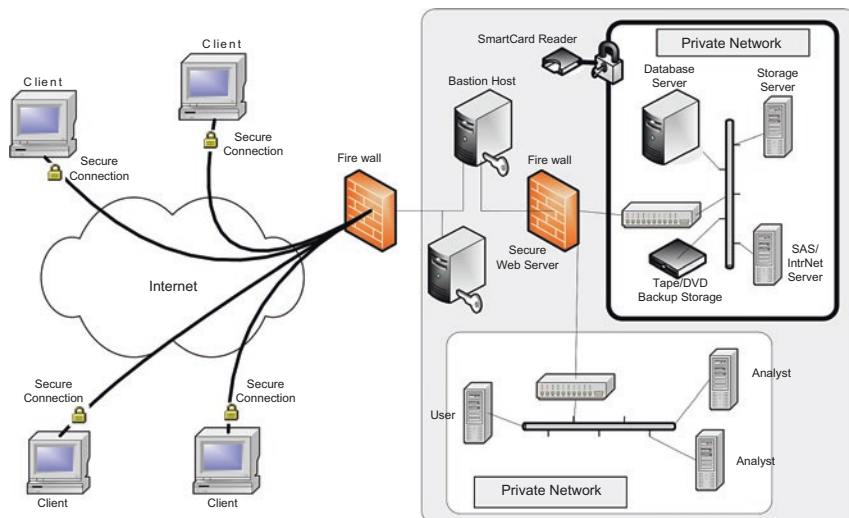 Client
Client
Secure
Connection
Secure
Connection
Internet
Secure
Connection
Secure
Connection
Client
Client
Fire wall
SmartCard Reader
Bastion Host
Fire wall
Secure
Web Server
Private Network
Database
Server
Storage
Server
SAS/
IntrNet
Server
Tape/DVD
Backup Storage
User
Analyst
Analyst
Private Network